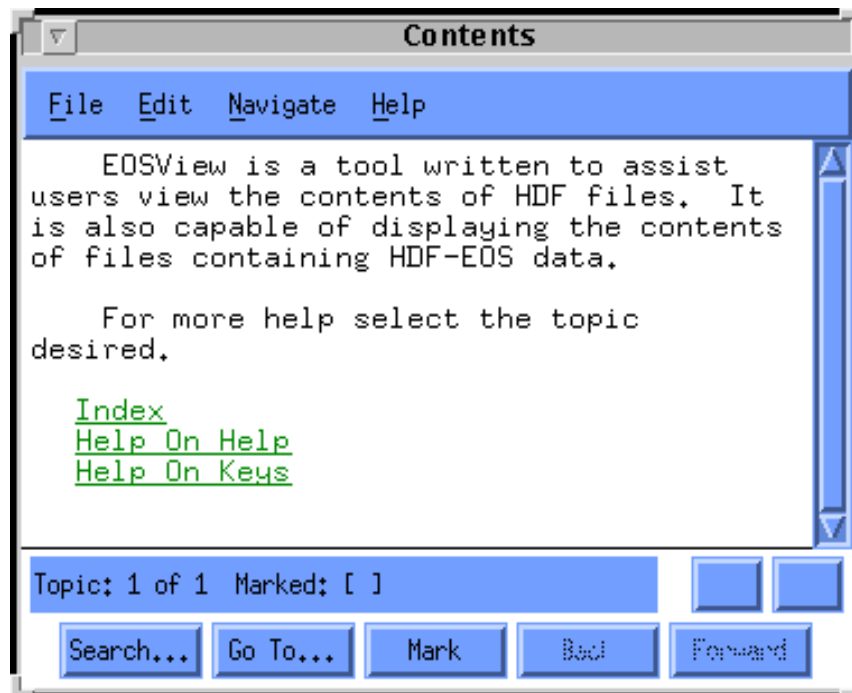 Contents
File Edit Navigate Help
EOSView is a tool written to assist
users view the contents of HDF files. It
is also capable of displaying the contents
of files containing HDF-EOS data.
For more help select the topic
desired.
Index
Help On Help
Help On Keys
Topic: 1 of 1 Marked: [ ]
Search... Go To... Mark Back Forward